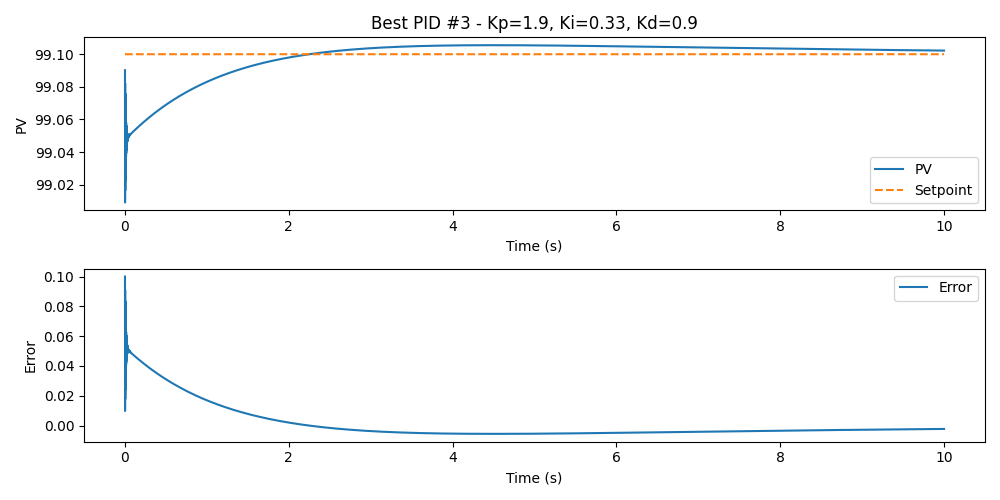 Best PID #3 - Kp=1.9, Ki=0.33, Kd=0.9
99.10
99.08
99.06
99.04
99.02
PV
PV
Setpoint
0 2 4 6 8 10
Time (s)
0.10
0.08
0.06
0.04
0.02
0.00
Error
Error
0 2 4 6 8 10
Time (s)